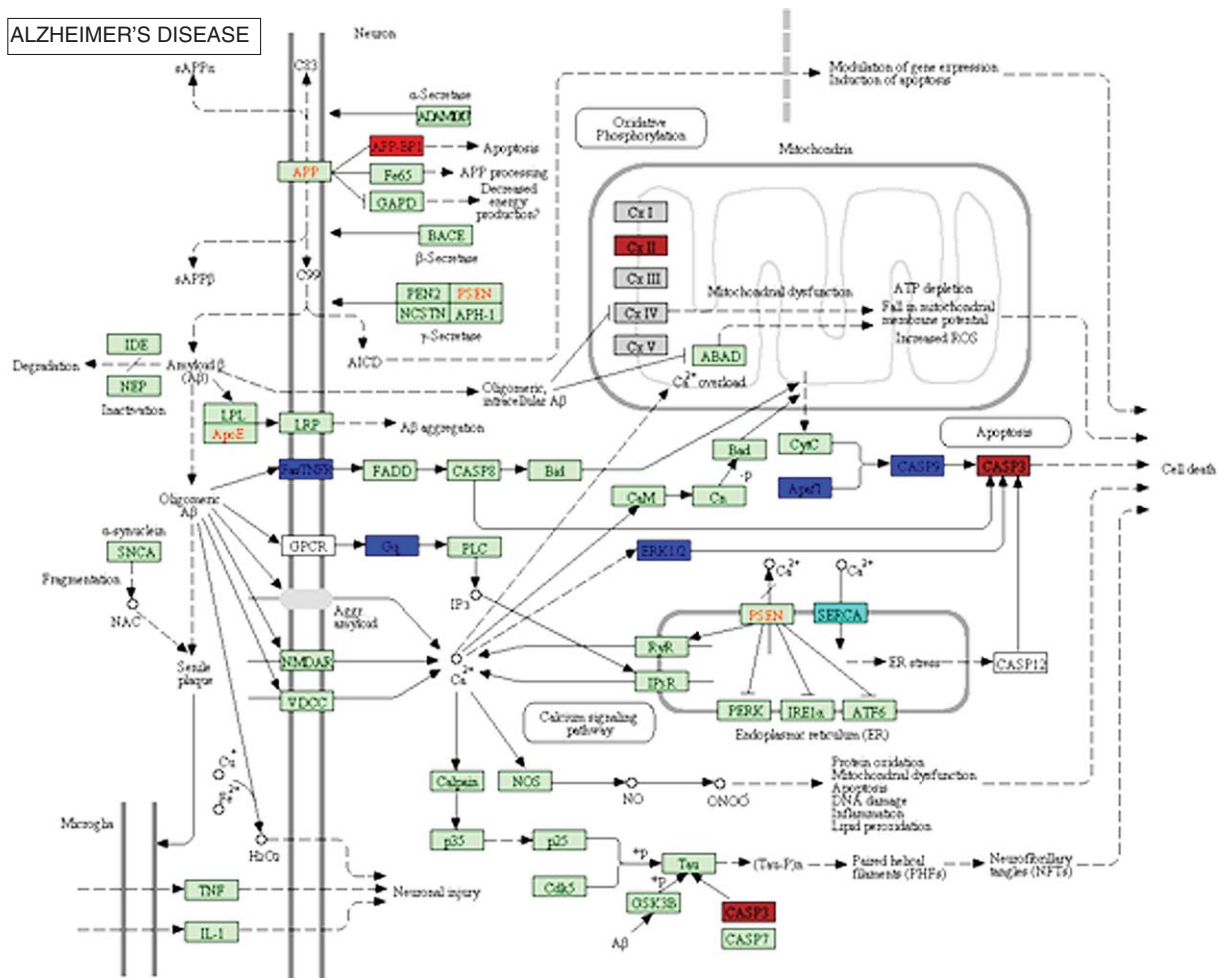 ALZHEIMER'S DISEASE
Neuron
sAPPα
C83
α-Secretase
ADAM17
APP-BP1
Apoptosis
APP
Fe65
APP processing
GAPD
Decreased
energy
production?
BACE
β-Secretase
sAPPβ
C99
PEN2
PSEN
NCSTN
APH-1
γ-Secretase
AICD
Modulation of gene expression
Induction of apoptosis
Oxidative
Phosphorylation
Mitochondria
Cx I
Cx II
Cx III
Cx IV
Cx V
Mitochondrial dysfunction
ATP depletion
Fall in mitochondrial
membrane potential
Increased ROS
ABAD
Ca2+ overload
IDE
Degradation
NEP
Inactivation
Amyloid β
(Aβ)
Oligomeric
intracellular Aβ
LPL
ApoE
LRP
Aβ aggregation
Apoptosis
Fas/TNFR
FADD
CASP8
Bid
Bad
-p
CytC
Apaf1
CASP9
CASP3
Cell death
CaM
Cn
Oligomeric
Aβ
α-synuclein
SNCA
Fragmentation
NAC
GPCR
Gq
PLC
IP3
ERK1/2
Ca2+
Ca2+
Aggr.
amyloid
PSEN
SERCA
RyR
IP3R
ER stress
CASP12
NMDAR
VDCC
Ca2+
Senile
plaque
PERK
IRE1α
ATF6
Endoplasmic reticulum (ER)
Calcium signaling
pathway
Calpain
NOS
NO
Protein oxidation
Mitochondrial dysfunction
Apoptosis
DNA damage
Inflammation
Lipid peroxidation
Microglia
H2O2
p35
p25
Cdk5
+p
Tau
(Tau-P)n
Paired helical
filaments (PHFs)
Neurofibrillary
tangles (NFTs)
+p
GSK3B
Aβ
CASP3
CASP7
TNF
IL-1
Neuronal injury